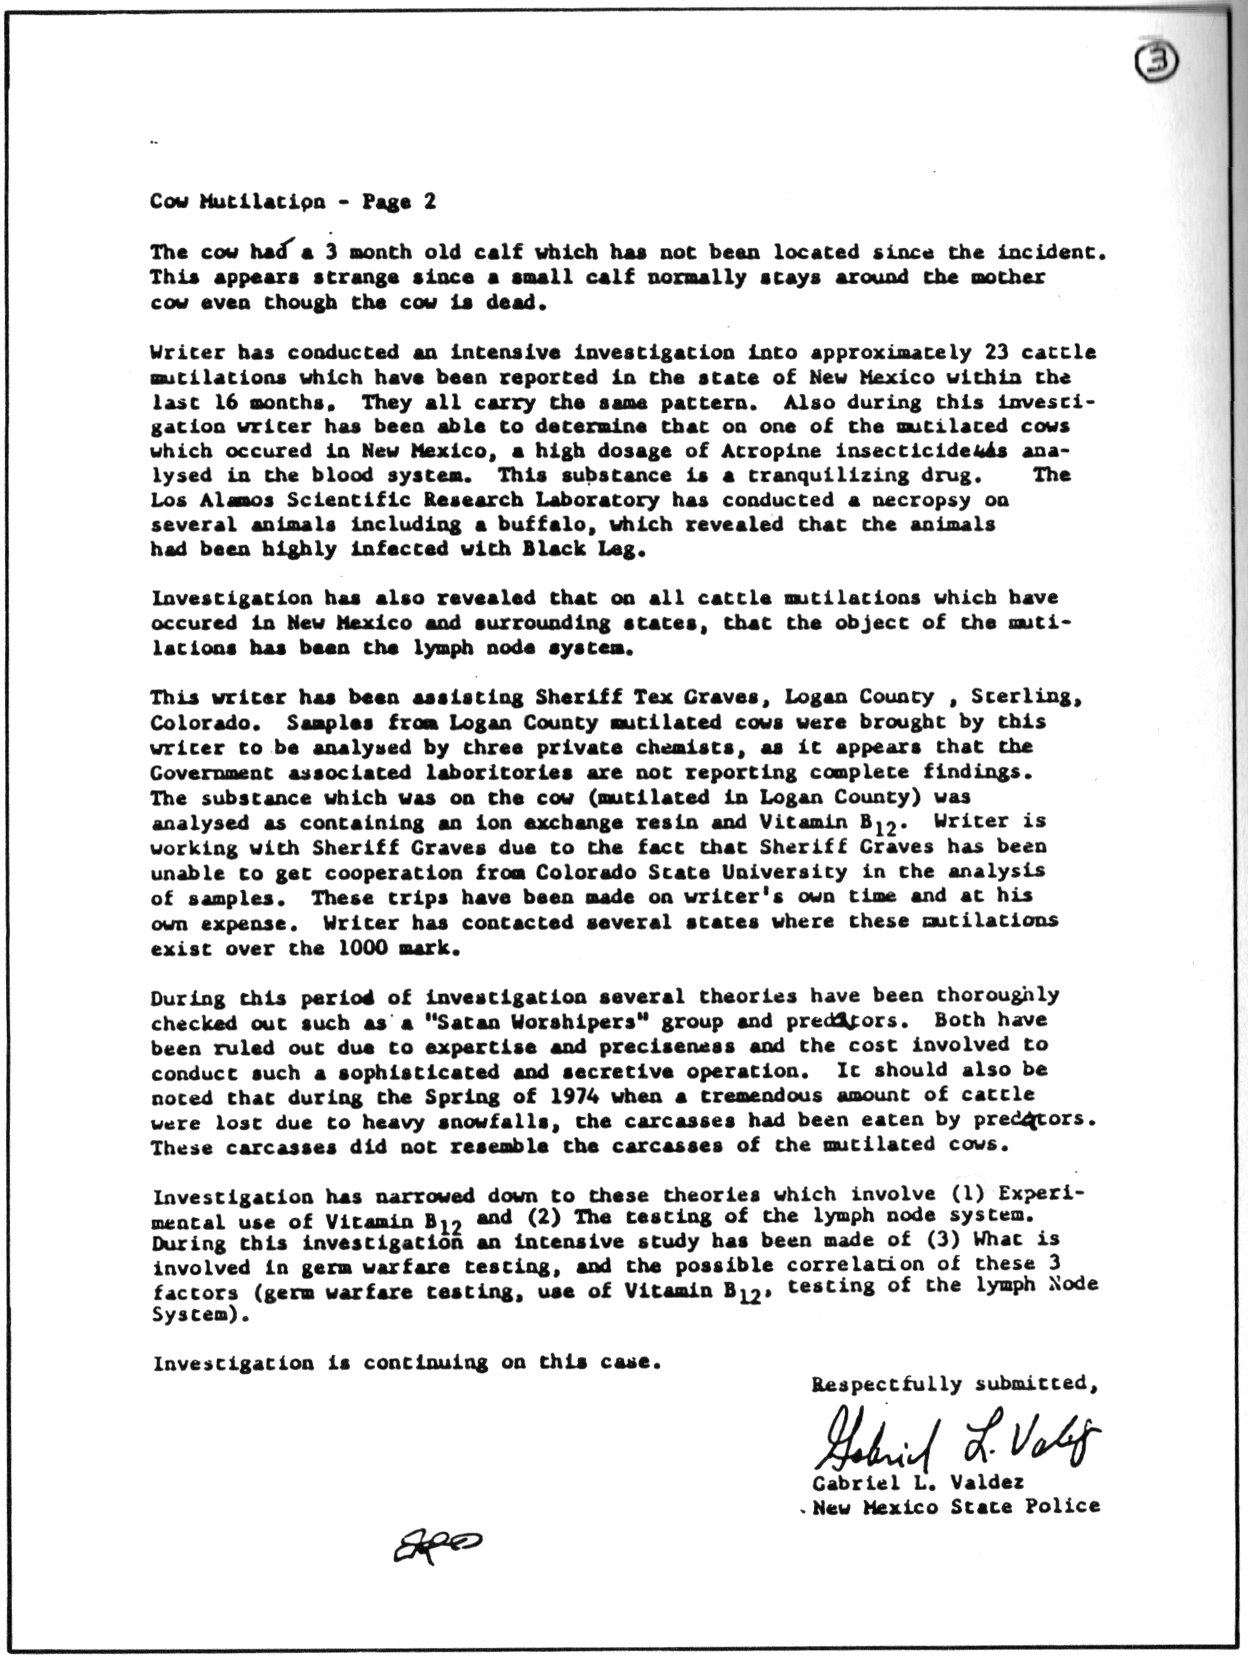 3
Cow Mutilation - Page 2
The cow had a 3 month old calf which has not been located since the incident.
This appears strange since a small calf normally stays around the mother
cow even though the cow is dead.
Writer has conducted an intensive investigation into approximately 23 cattle
mutilations which have been reported in the state of New Mexico within the
last 16 months. They all carry the same pattern. Also during this investi-
gation writer has been able to determine that on one of the mutilated cows
which occured in New Mexico, a high dosage of Atropine insecticide was ana-
lysed in the blood system. This substance is a tranquilizing drug. The
Los Alamos Scientific Research Laboratory has conducted a necropsy on
several animals including a buffalo, which revealed that the animals
had been highly infected with Black Leg.
Investigation has also revealed that on all cattle mutilations which have
occured in New Mexico and surrounding states, that the object of the muti-
lations has been the lymph node system.
This writer has been assisting Sheriff Tex Graves, Logan County , Sterling,
Colorado. Samples from Logan County mutilated cows were brought by this
writer to be analysed by three private chemists, as it appears that the
Government associated laboritories are not reporting complete findings.
The substance which was on the cow (mutilated in Logan County) was
analysed as containing an ion exchange resin and Vitamin B12. Writer is
working with Sheriff Graves due to the fact that Sheriff Graves has been
unable to get cooperation from Colorado State University in the analysis
of samples. These trips have been made on writer's own time and at his
own expense. Writer has contacted several states where these mutilations
exist over the 1000 mark.
During this period of investigation several theories have been thoroughly
checked out such as a "Satan Worshipers" group and predators. Both have
been ruled out due to expertise and preciseness and the cost involved to
conduct such a sophisticated and secretive operation. It should also be
noted that during the Spring of 1974 when a tremendous amount of cattle
were lost due to heavy snowfalls, the carcasses had been eaten by predators.
These carcasses did not resemble the carcasses of the mutilated cows.
Investigation has narrowed down to these theories which involve (1) Experi-
mental use of Vitamin B12 and (2) The testing of the lymph node system.
During this investigation an intensive study has been made of (3) What is
involved in germ warfare testing, and the possible correlation of these 3
factors (germ warfare testing, use of Vitamin B12, testing of the lymph Node
System).
Investigation is continuing on this case.
Respectfully submitted,
Gabriel L. Valdez
Gabriel L. Valdez
New Mexico State Police